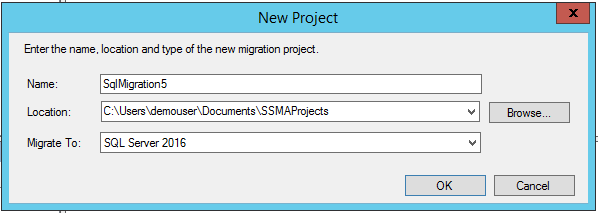 New Project
x
Enter the name, location and type of the new migration project.
Name: SqlMigration5
Location: C:\Users\demouser\Documents\SSMAProjects Browse...
Migrate To: SQL Server 2016
OK Cancel